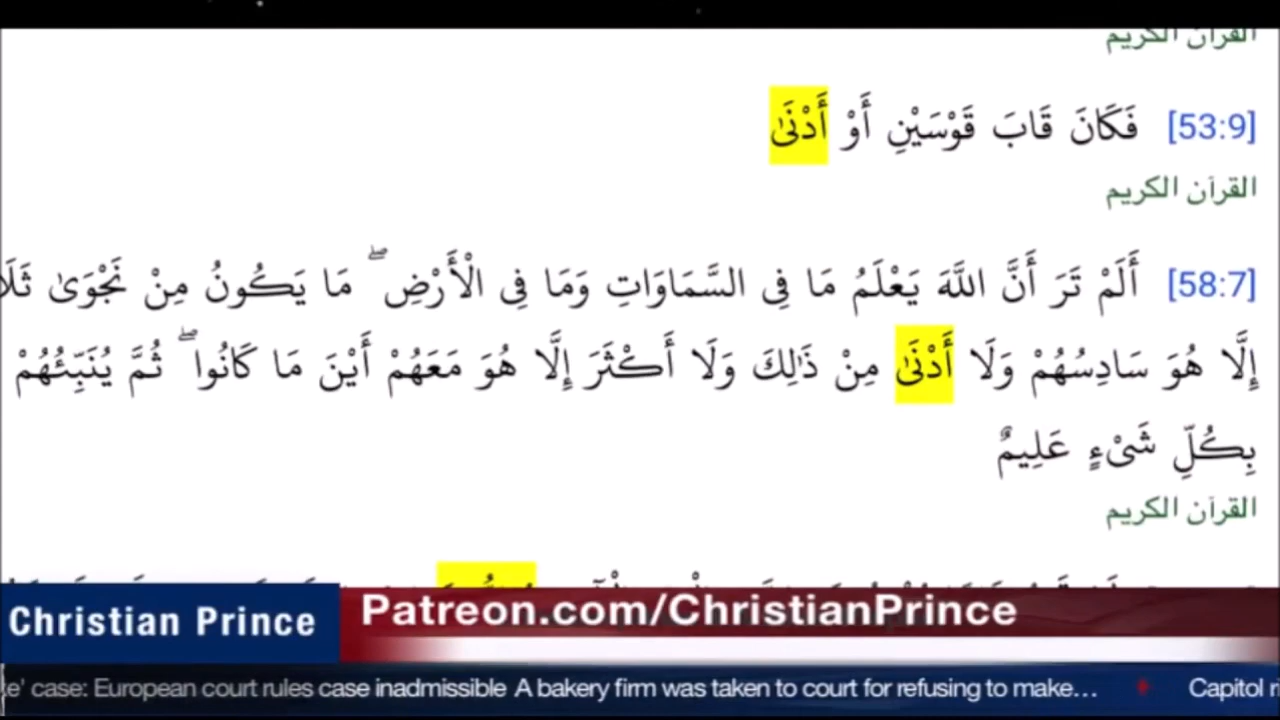 القرآن الكريم
[53:9] فَكَانَ قَابَ قَوْسَيْنِ أَوْ أَدْنَىٰ
القرآن الكريم
[58:7] أَلَمْ تَرَ أَنَّ اللَّهَ يَعْلَمُ مَا فِى السَّمَاوَاتِ وَمَا فِى الْأَرْضِ ۖ مَا يَكُونُ مِنْ نَجْوَىٰ
إِلَّا هُوَ سَادِسُهُمْ وَلَا أَدْنَىٰ مِنْ ذَٰلِكَ وَلَا أَكْثَرَ إِلَّا هُوَ مَعَهُمْ أَيْنَ مَا كَانُوا ۖ ثُمَّ يُنَبِّئُهُمْ
بِكُلِّ شَىْءٍ عَلِيمٌ
القرآن الكريم
Christian Prince
Patreon.com/ChristianPrince
e' case: European court rules case inadmissible A bakery firm was taken to court for refusing to make... Capitol